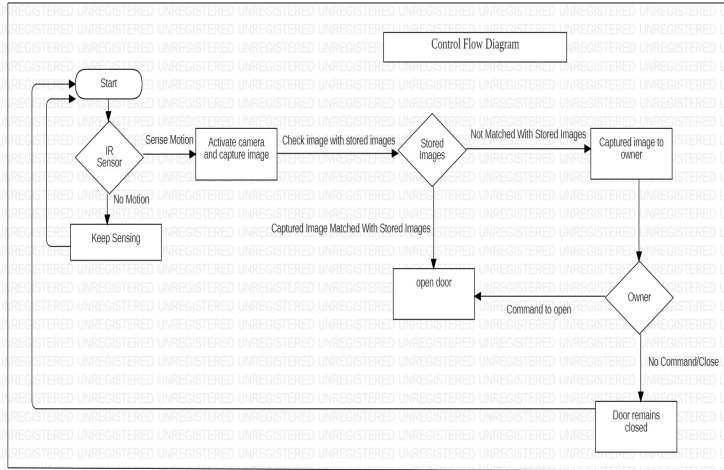 Control Flow Diagram
Start
IR
Sensor
Sense Motion
Activate camera
and capture image
Check image with stored images
Stored
Images
Not Matched With Stored Images
Captured image to
owner
No Motion
Keep Sensing
Captured Image Matched With Stored Images
open door
Command to open
Owner
No Command/Close
Door remains
closed
UNREGISTERED